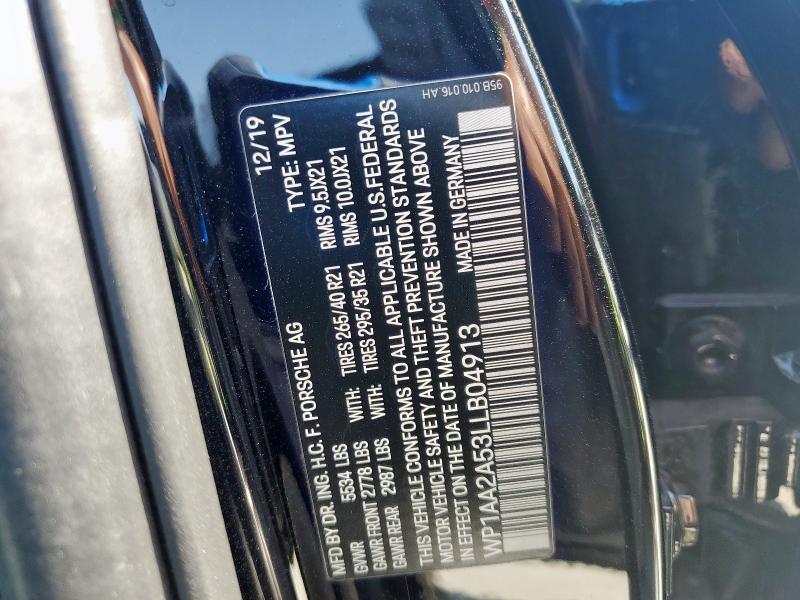 MFD BY DR. ING. H.C. F. PORSCHE AG 12/19
GVWR 5534 LBS TYPE: MPV
GAWR FRONT 2778 LBS WITH: TIRES 265/40 R21 RIMS 9,5JX21
GAWR REAR 2987 LBS WITH: TIRES 295/35 R21 RIMS 10.0JX21
THIS VEHICLE CONFORMS TO ALL APPLICABLE U.S.FEDERAL
MOTOR VEHICLE SAFETY AND THEFT PREVENTION STANDARDS
IN EFFECT ON THE DATE OF MANUFACTURE SHOWN ABOVE
WP1AA2A53LLB04913 MADE IN GERMANY
95B.010.016.AH